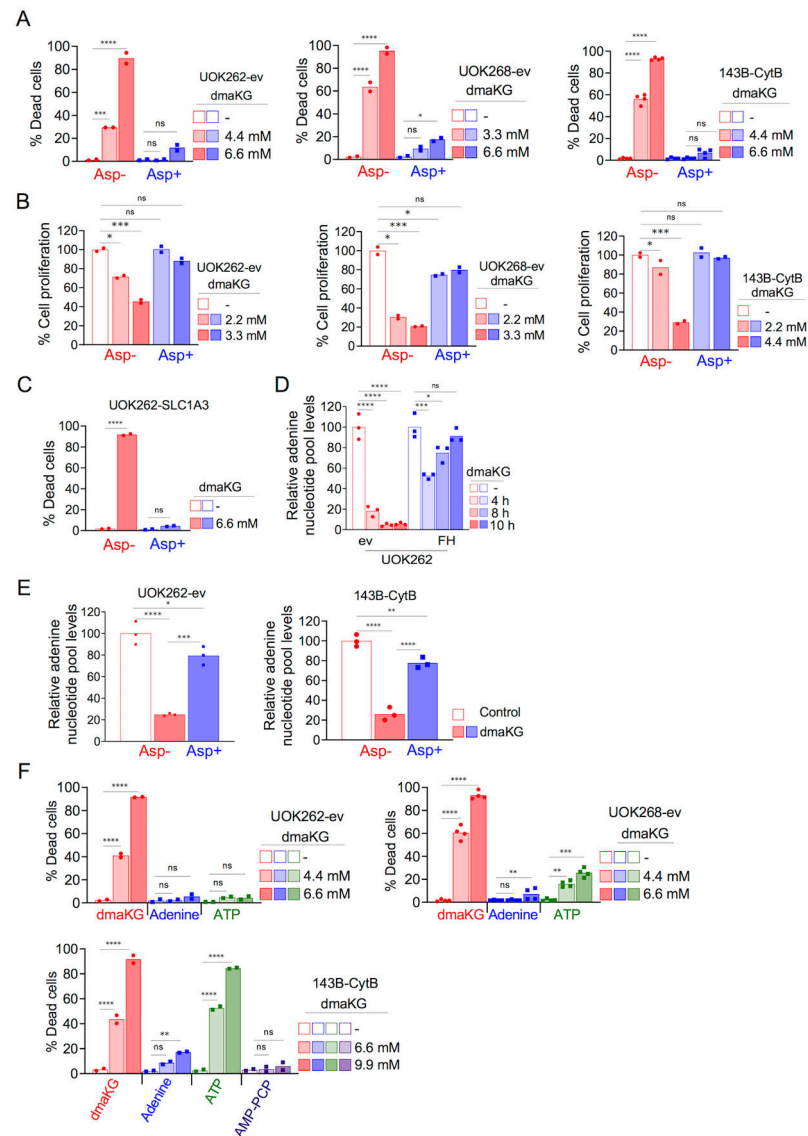 A
% Dead cells
100
80
60
40
20
0
****
***
ns
ns
Asp- Asp+
UOK262-ev
dmaKG
-
4.4 mM
6.6 mM
% Dead cells
100
80
60
40
20
0
****
****
*
ns
Asp- Asp+
UOK268-ev
dmaKG
-
3.3 mM
6.6 mM
% Dead cells
100
80
60
40
20
0
****
****
ns
ns
Asp- Asp+
143B-CytB
dmaKG
-
4.4 mM
6.6 mM
B
% Cell proliferation
120
100
80
60
40
20
0
ns
ns
***
*
Asp- Asp+
UOK262-ev
dmaKG
-
2.2 mM
3.3 mM
% Cell proliferation
120
100
80
60
40
20
0
ns
*
***
*
Asp- Asp+
UOK268-ev
dmaKG
-
2.2 mM
3.3 mM
% Cell proliferation
120
100
80
60
40
20
0
ns
ns
***
*
Asp- Asp+
143B-CytB
dmaKG
-
2.2 mM
4.4 mM
C
UOK262-SLC1A3
% Dead cells
100
80
60
40
20
0
****
ns
Asp- Asp+
dmaKG
-
6.6 mM
D
Relative adenine
nucleotide pool levels
120
100
80
60
40
20
0
****
****
****
ns
*
***
ev FH
UOK262
dmaKG
-
4 h
8 h
10 h
E
UOK262-ev
Relative adenine
nucleotide pool levels
120
100
80
60
40
20
0
*
****
***
Asp- Asp+
143B-CytB
Relative adenine
nucleotide pool levels
120
100
80
60
40
20
0
**
****
****
Asp- Asp+
Control
dmaKG
F
% Dead cells
100
80
60
40
20
0
****
****
ns
ns
ns
ns
dmaKG Adenine ATP
UOK262-ev
dmaKG
-
4.4 mM
6.6 mM
% Dead cells
100
80
60
40
20
0
****
****
**
ns
***
**
dmaKG Adenine ATP
UOK268-ev
dmaKG
-
4.4 mM
6.6 mM
% Dead cells
100
80
60
40
20
0
****
****
**
ns
****
****
ns
ns
dmaKG
Adenine
ATP
AMP-PCP
143B-CytB
dmaKG
-
6.6 mM
9.9 mM